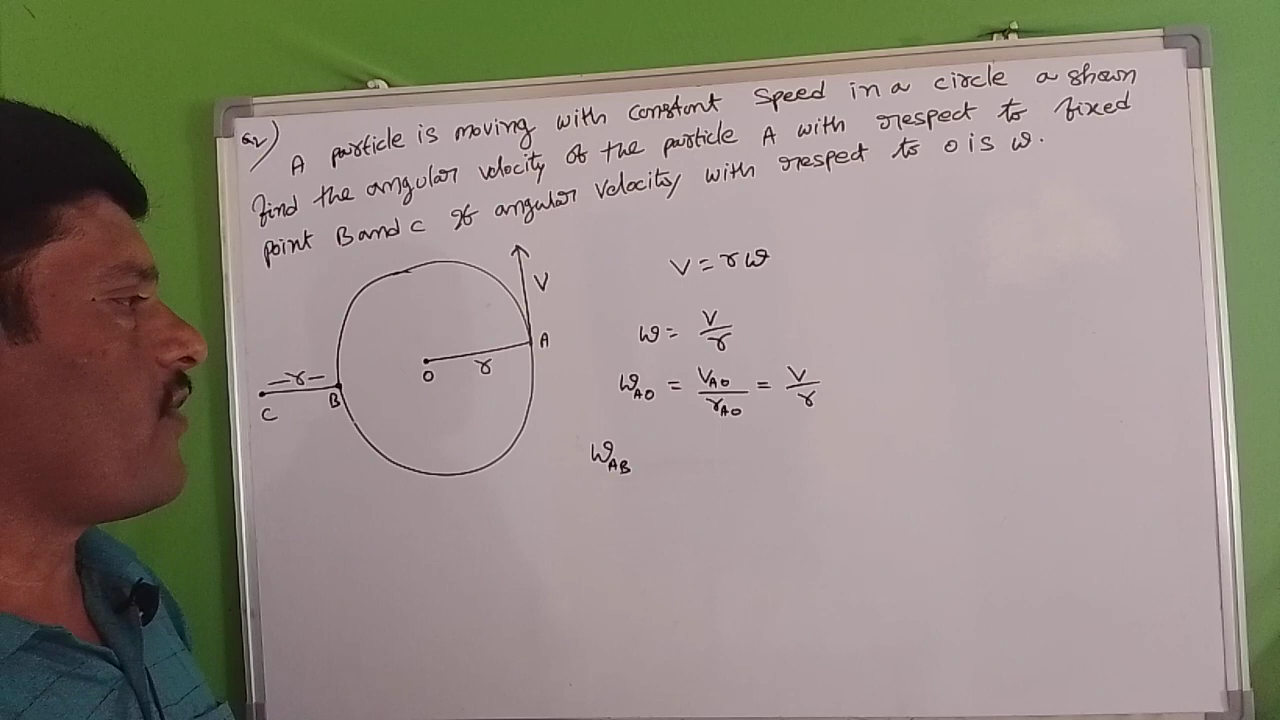 Q2) A particle is moving with constant speed in a circle a shown
find the angular velocity of the particle A with respect to fixed
point B and C If angular velocity with respect to O is ω.
V
V = rω
A
ω = V/r
r
O
-r-
C
B
ω_AO = V_AO/r_AO = V/r
ω_AB